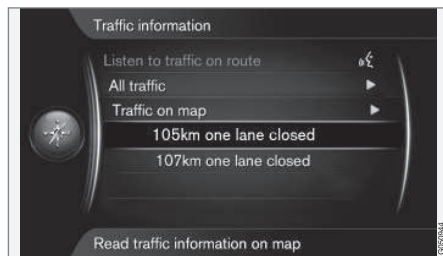 Traffic information
Listen to traffic on route
All traffic
Traffic on map
105km one lane closed
107km one lane closed
Read traffic information on map
G050944